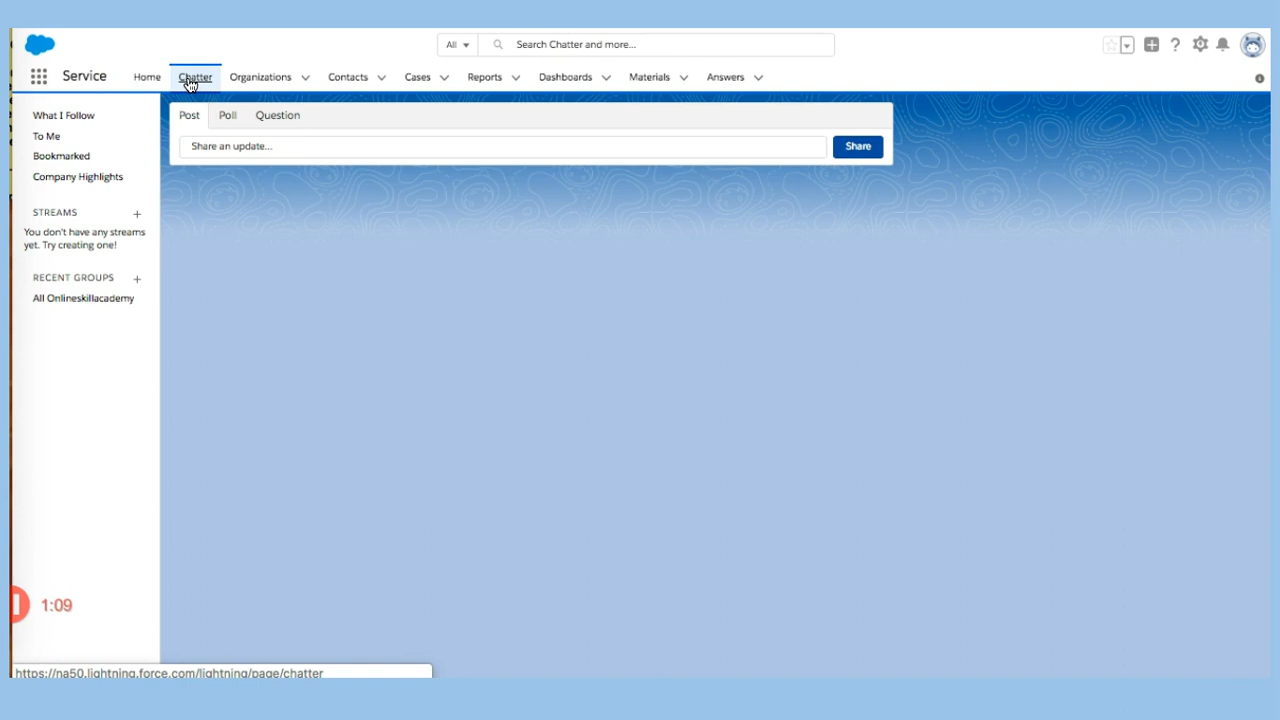 All
Search Chatter and more...
Service
Home
Chatter
Organizations
Contacts
Cases
Reports
Dashboards
Materials
Answers
What I Follow
To Me
Bookmarked
Company Highlights
STREAMS
You don't have any streams
yet. Try creating one!
RECENT GROUPS
All Onlineskillacademy
Post
Poll
Question
Share an update...
Share
1:09
https://na50.lightning.force.com/lightning/page/chatter